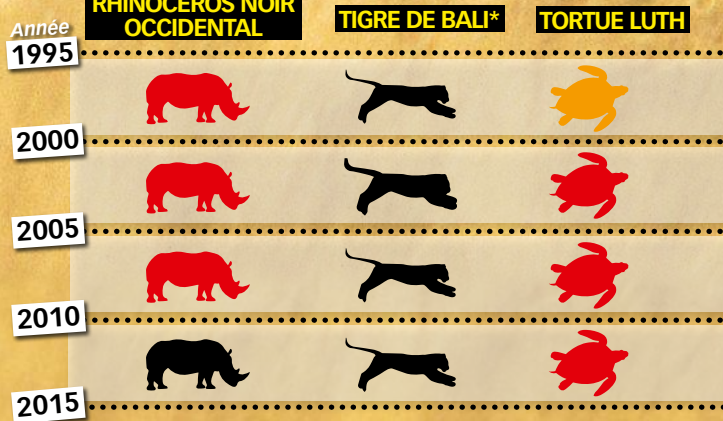 RHINOCÉROS NOIR
OCCIDENTAL
TIGRE DE BALI*
TORTUE LUTH
Année
1995
2000
2005
2010
2015